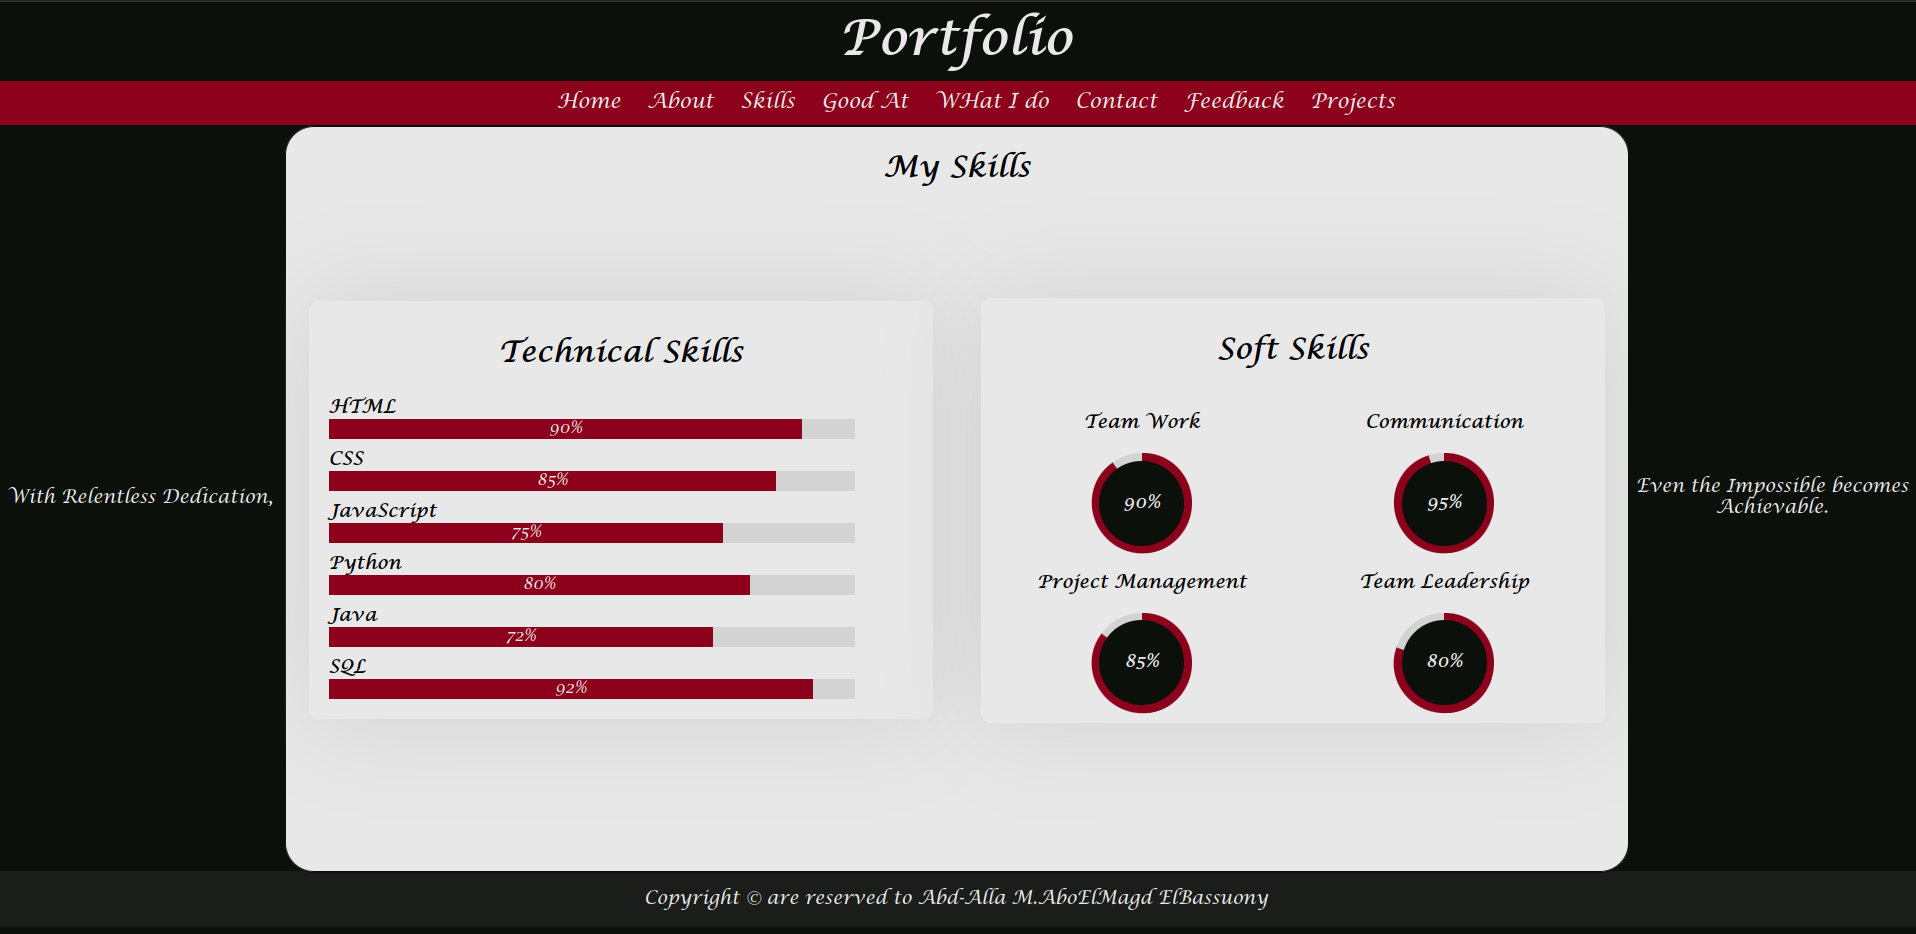 Portfolio
Home About Skills Good At WHat I do Contact Feedback Projects
My Skills
With Relentless Dedication,
Technical Skills
HTML
90%
CSS
85%
JavaScript
75%
Python
80%
Java
72%
SQL
92%
Soft Skills
Team Work
90%
Communication
95%
Project Management
85%
Team Leadership
80%
Even the Impossible becomes
Achievable.
Copyright © are reserved to Abd-Alla M.AboElMagd ElBassuony